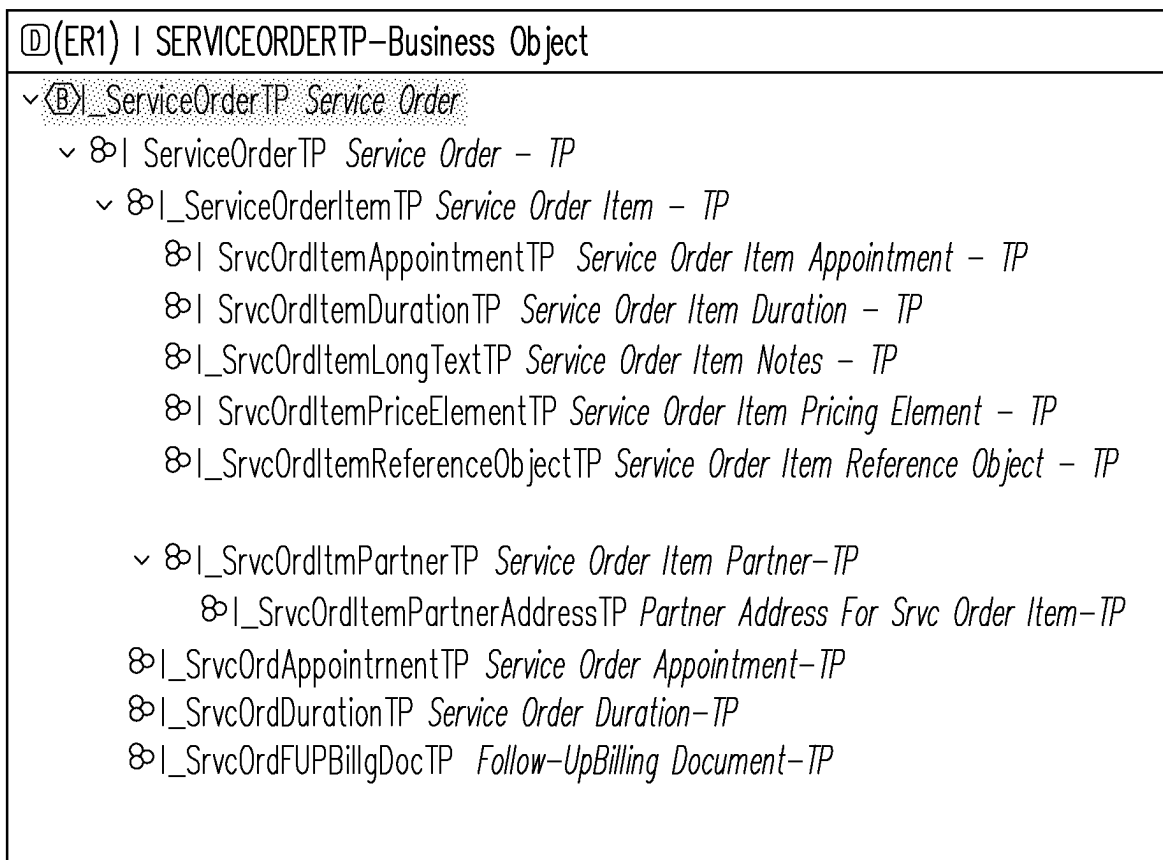 D (ER1) I SERVICEORDERTP-Business Object
B I_ServiceOrderTP Service Order
I ServiceOrderTP Service Order - TP
I_ServiceOrderItemTP Service Order Item - TP
I SrvcOrdItemAppointmentTP Service Order Item Appointment - TP
I SrvcOrdItemDurationTP Service Order Item Duration - TP
I_SrvcOrdItemLongTextTP Service Order Item Notes - TP
I SrvcOrdItemPriceElementTP Service Order Item Pricing Element - TP
I_SrvcOrdItemReferenceObjectTP Service Order Item Reference Object - TP
I_SrvcOrdItmPartnerTP Service Order Item Partner-TP
I_SrvcOrdItemPartnerAddressTP Partner Address For Srvc Order Item-TP
I_SrvcOrdAppointrnentTP Service Order Appointment-TP
I_SrvcOrdDurationTP Service Order Duration-TP
I_SrvcOrdFUPBillgDocTP Follow-UpBilling Document-TP